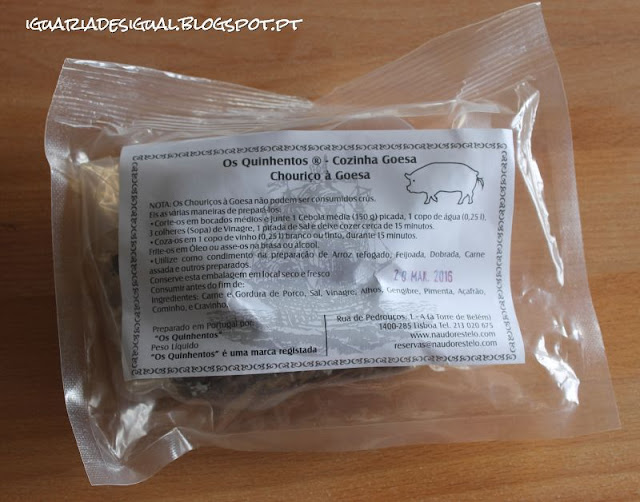 iguariadesigual.blogspot.pt
Os Quinhentos ® - Cozinha Goesa
Chouriço à Goesa
NOTA: Os Chouriços à Goesa não podem ser consumidos crús.
Eis as várias maneiras de prepará-los:
• Corte-os em bocados médios e junte 1 Cebola média (150 g) picada, 1 copo de água (0,25 l),
3 colheres (Sopa) de Vinagre, 1 pitada de Sal e deixe cozer cerca de 15 minutos.
• Coza-os em 1 copo de vinho (0,25 l) branco ou tinto, durante 15 minutos.
Frite-os em Óleo ou asse-os na brasa ou álcool.
• Utilize como condimento na preparação de Arroz refogado, Feijoada, Dobrada, Carne
assada e outros preparados.
Conserve esta embalagem em local seco e fresco
Consumir antes do fim de: 28 MAR. 2016
Ingredientes: Carne e Gordura de Porco, Sal, Vinagre, Alhos, Gengibre, Pimenta, Açafrão,
Cominho, e Cravinho
Preparado em Portugal por
"Os Quinhentos"
Peso Líquido
"Os Quinhentos" é uma marca registada
Rua de Pedrouços, 1 - A (à Torre de Belém)
1400-285 Lisboa Tel. 213 020 675
www.naudorestelo.com
reservas@naudorestelo.com